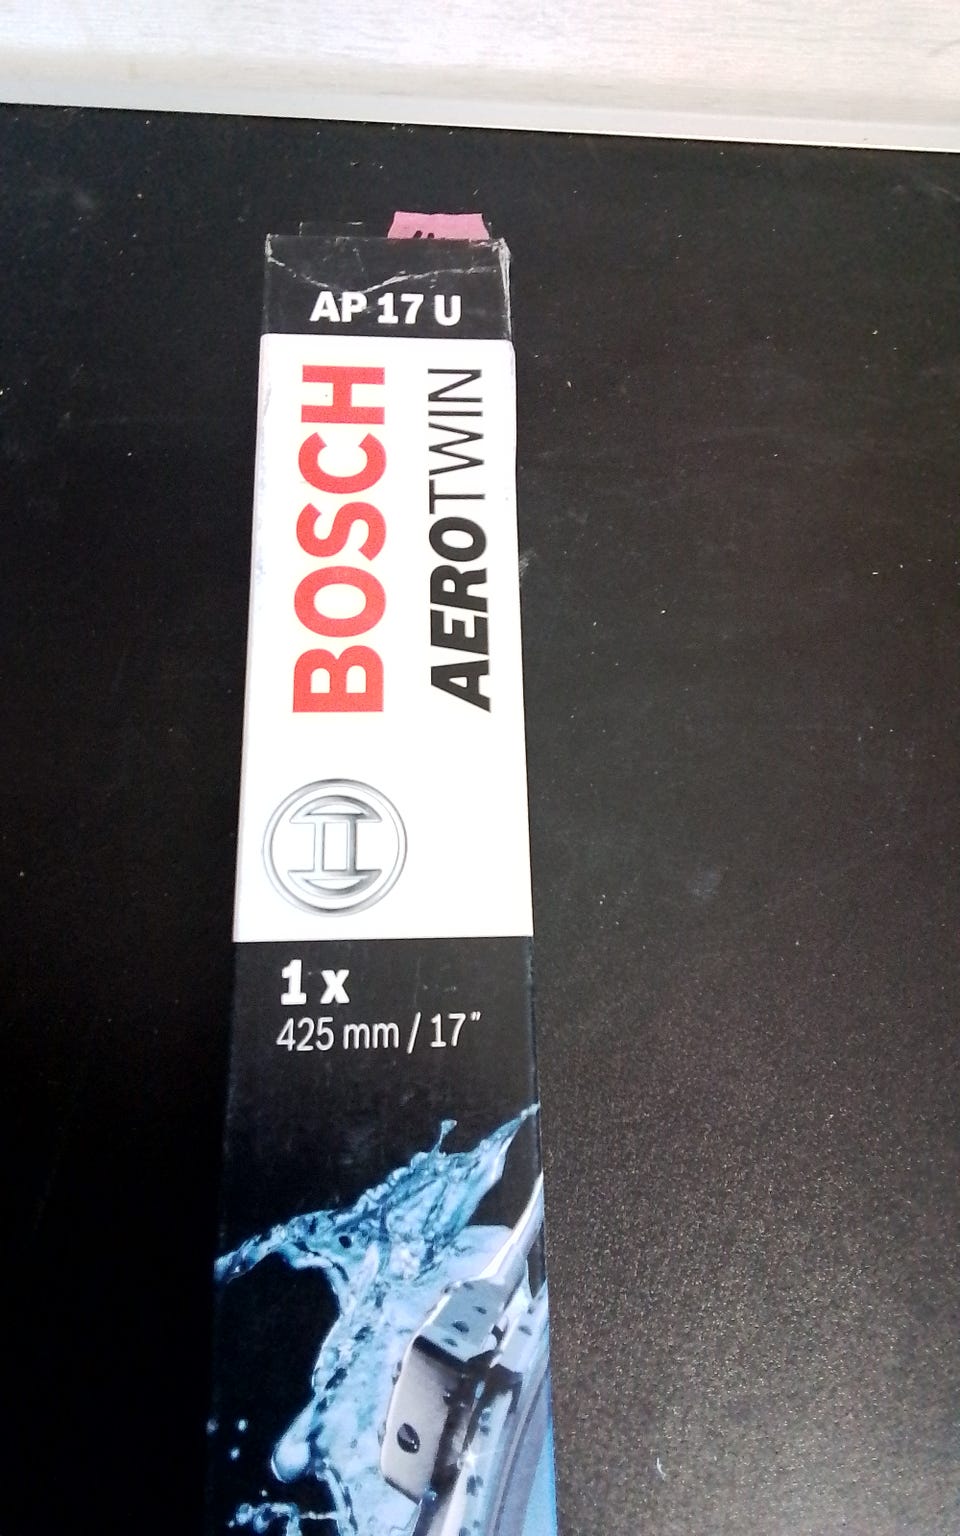 AP 17 U
BOSCH
AEROTWIN
1 x
425 mm / 17"